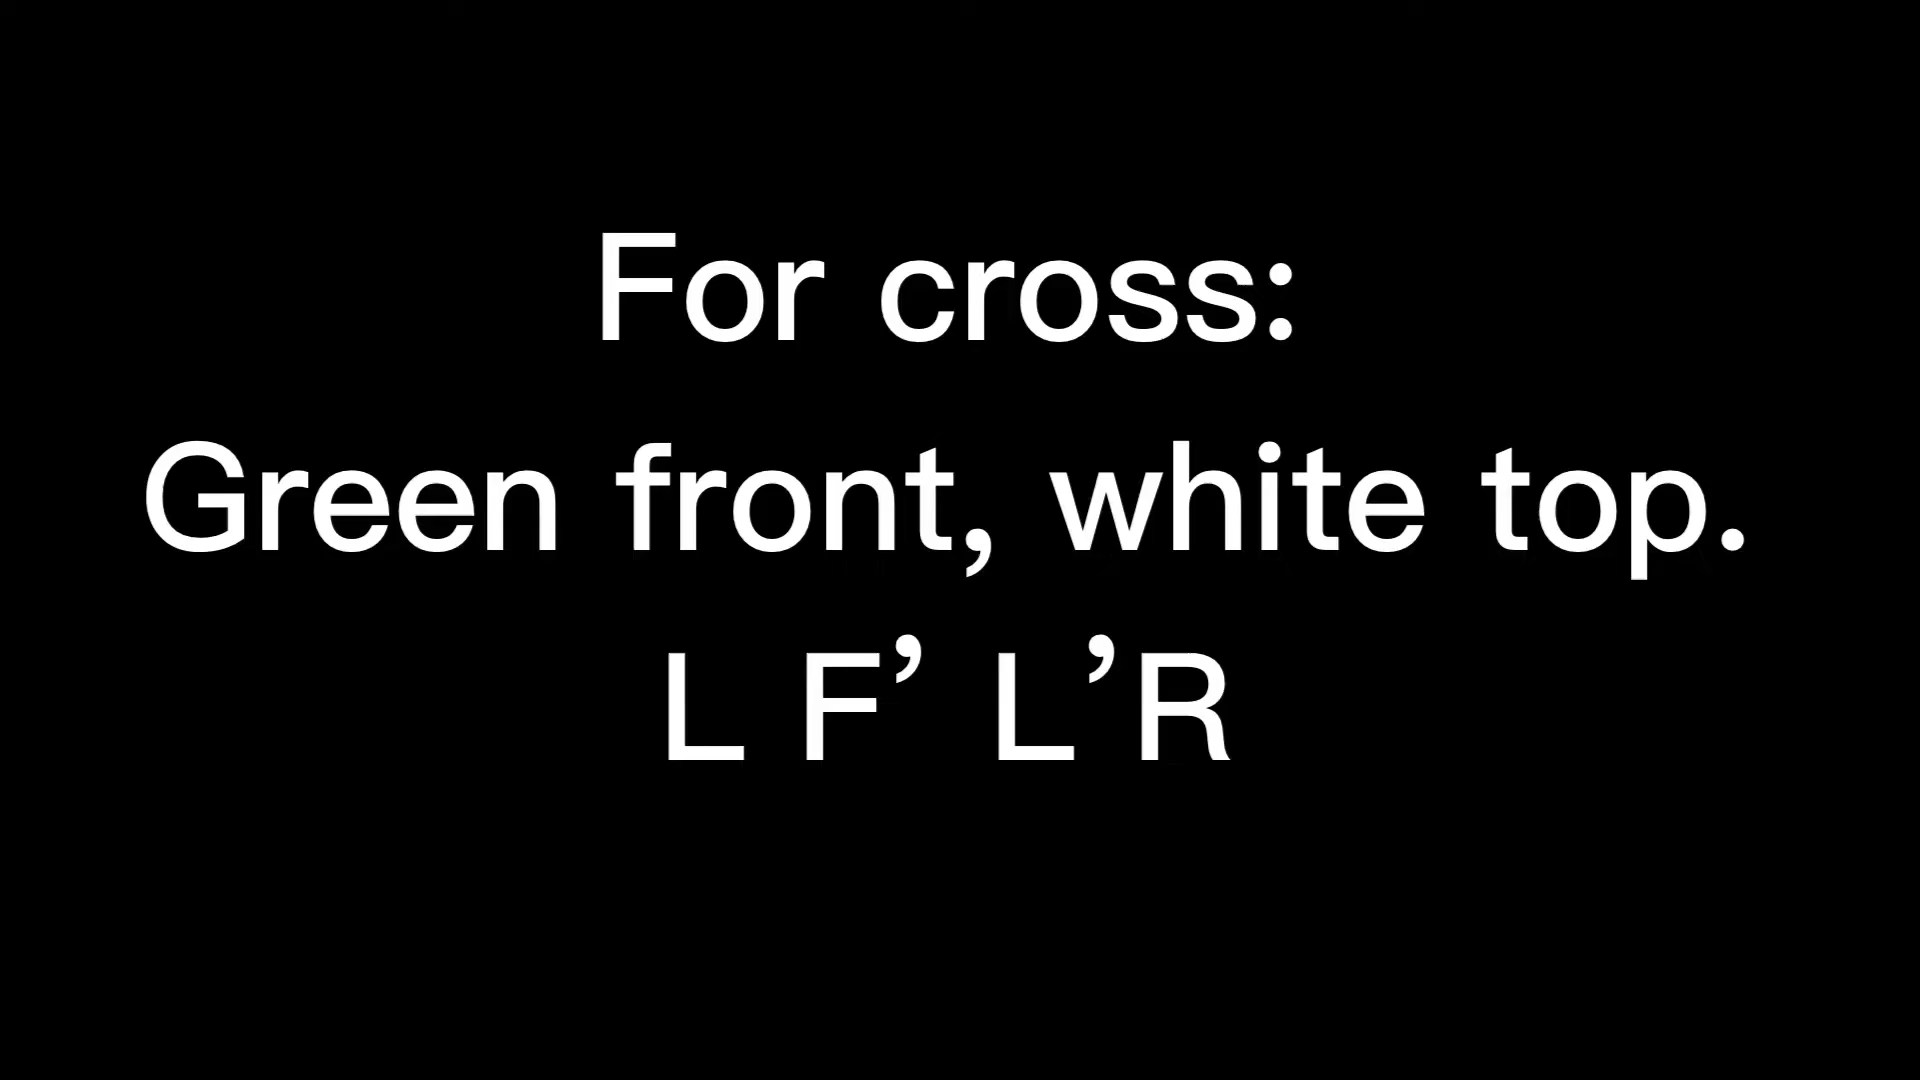 For cross:
Green front, white top.
L F’ L’R